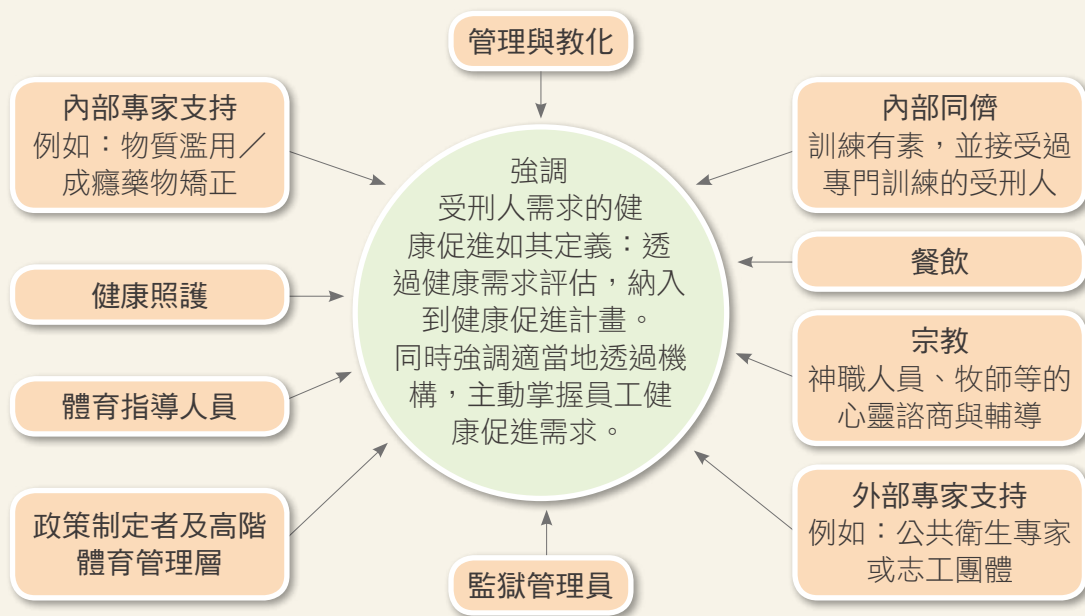 管理與教化
內部專家支持
例如：物質濫用／
成癮藥物矯正
內部同儕
訓練有素，並接受過
專門訓練的受刑人
強調
受刑人需求的健
康促進如其定義：透
過健康需求評估，納入
到健康促進計畫。
同時強調適當地透過機
構，主動掌握員工健
康促進需求。
健康照護
餐飲
體育指導人員
宗教
神職人員、牧師等的
心靈諮商與輔導
政策制定者及高階
體育管理層
外部專家支持
例如：公共衛生專家
或志工團體
監獄管理員